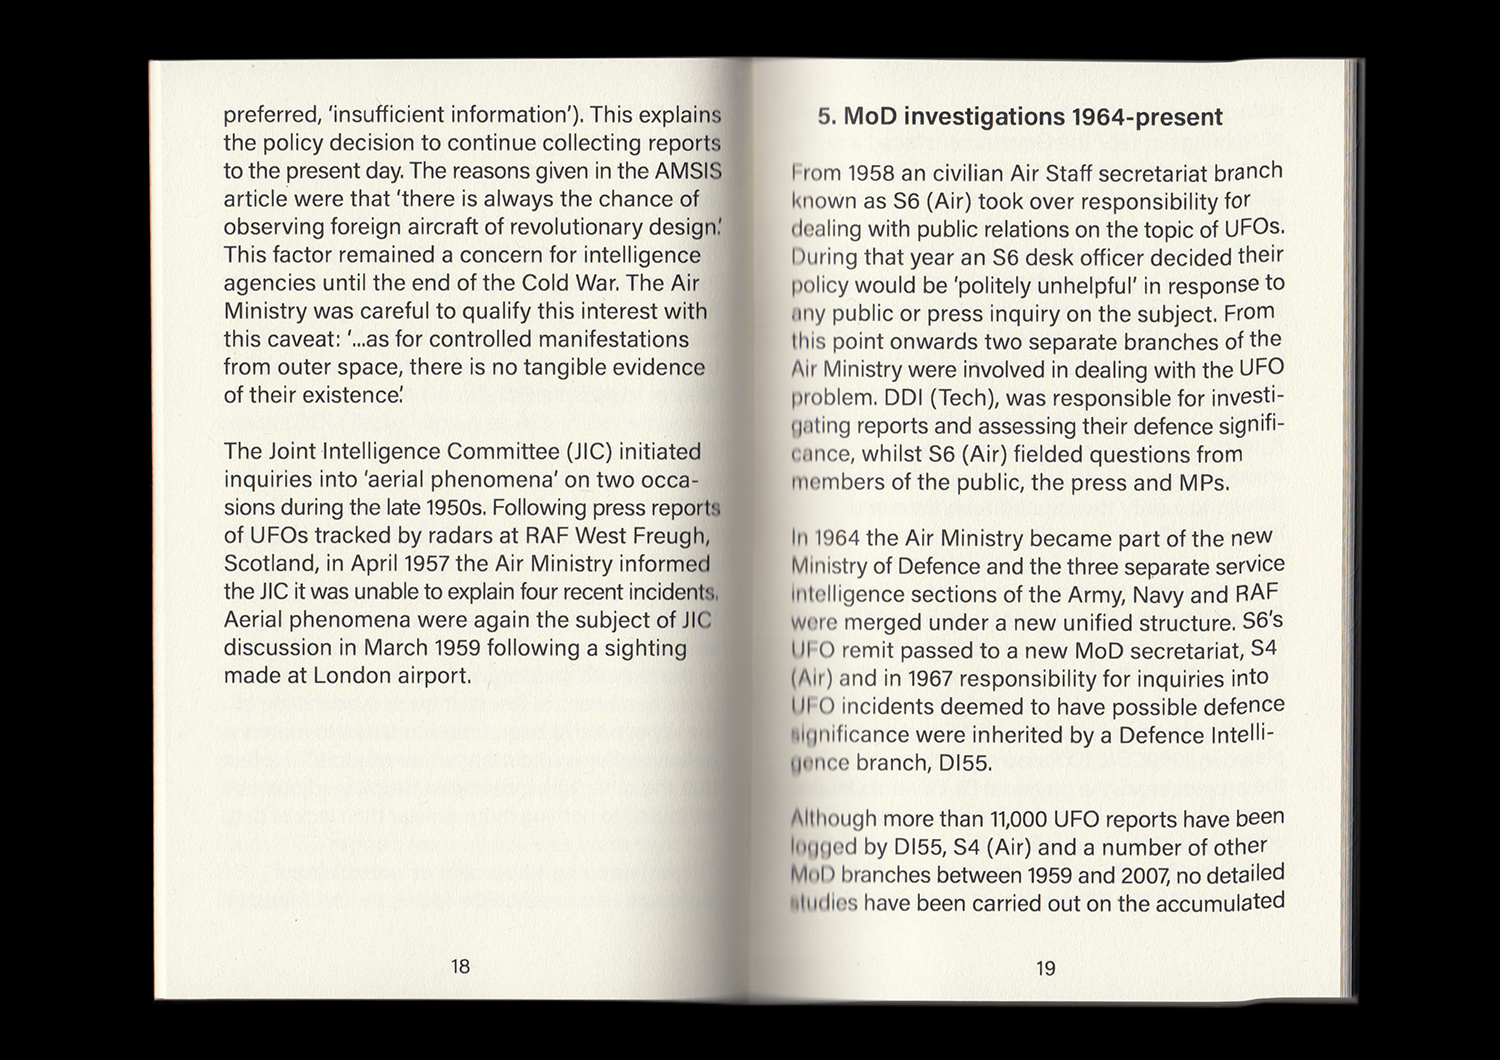 preferred, ‘insufficient information’). This explains
the policy decision to continue collecting reports
to the present day. The reasons given in the AMSIS
article were that ‘there is always the chance of
observing foreign aircraft of revolutionary design.’
This factor remained a concern for intelligence
agencies until the end of the Cold War. The Air
Ministry was careful to qualify this interest with
this caveat: ‘...as for controlled manifestations
from outer space, there is no tangible evidence
of their existence.’
The Joint Intelligence Committee (JIC) initiated
inquiries into ‘aerial phenomena’ on two occa-
sions during the late 1950s. Following press reports
of UFOs tracked by radars at RAF West Freugh,
Scotland, in April 1957 the Air Ministry informed
the JIC it was unable to explain four recent incidents.
Aerial phenomena were again the subject of JIC
discussion in March 1959 following a sighting
made at London airport.
18
5. MoD investigations 1964-present
From 1958 an civilian Air Staff secretariat branch
known as S6 (Air) took over responsibility for
dealing with public relations on the topic of UFOs.
During that year an S6 desk officer decided their
policy would be ‘politely unhelpful’ in response to
any public or press inquiry on the subject. From
this point onwards two separate branches of the
Air Ministry were involved in dealing with the UFO
problem. DDI (Tech), was responsible for investi-
gating reports and assessing their defence signifi-
cance, whilst S6 (Air) fielded questions from
members of the public, the press and MPs.
In 1964 the Air Ministry became part of the new
Ministry of Defence and the three separate service
intelligence sections of the Army, Navy and RAF
were merged under a new unified structure. S6’s
UFO remit passed to a new MoD secretariat, S4
(Air) and in 1967 responsibility for inquiries into
UFO incidents deemed to have possible defence
significance were inherited by a Defence Intelli-
gence branch, DI55.
Although more than 11,000 UFO reports have been
logged by DI55, S4 (Air) and a number of other
MoD branches between 1959 and 2007, no detailed
studies have been carried out on the accumulated
19